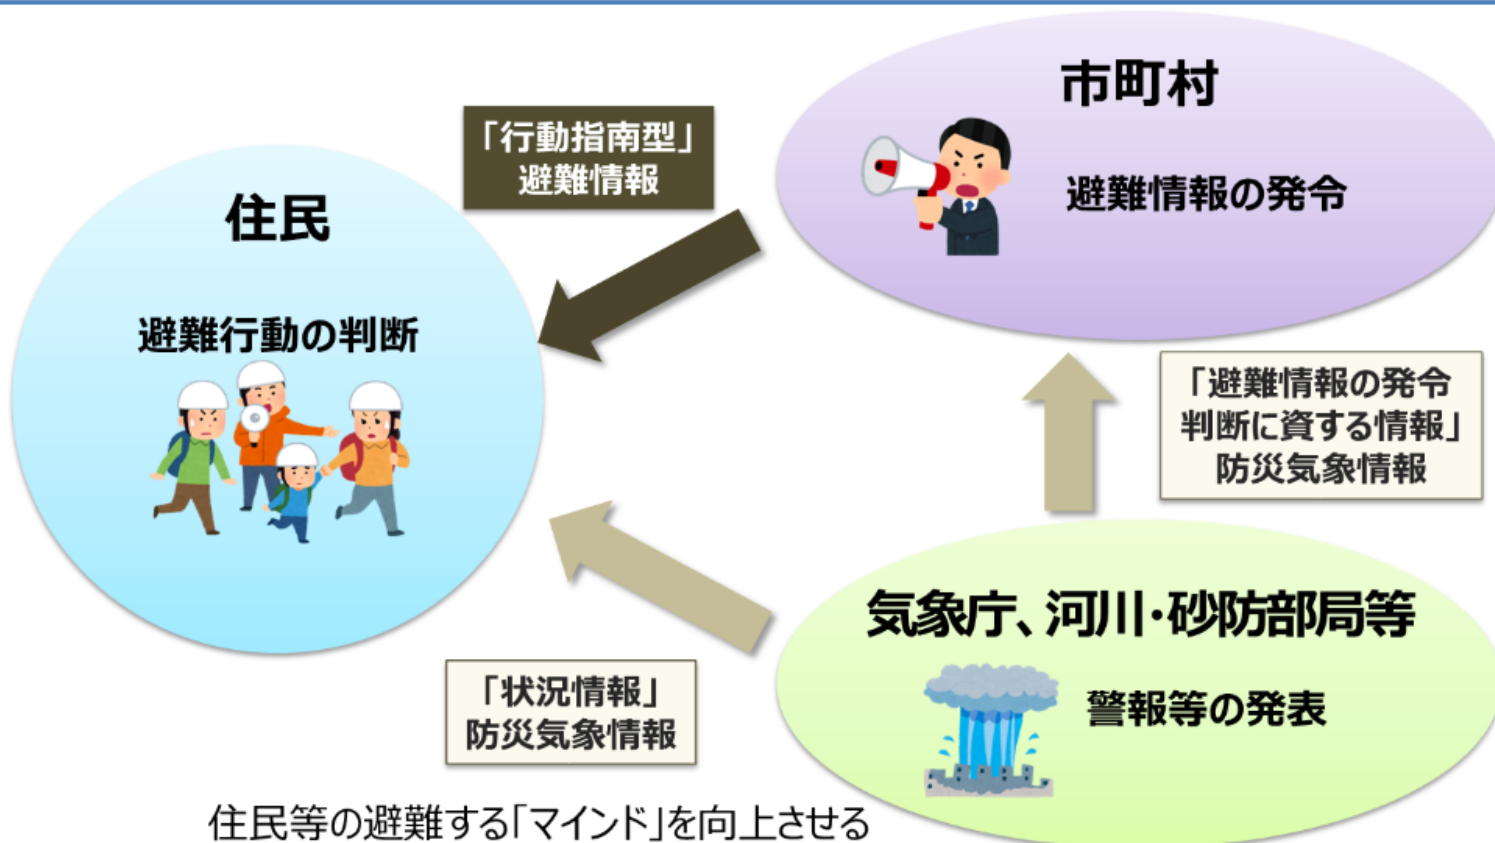 市町村
避難情報の発令
「行動指南型」
避難情報
住民
避難行動の判断
「避難情報の発令
判断に資する情報」
防災気象情報
気象庁、河川・砂防部局等
警報等の発表
「状況情報」
防災気象情報
住民等の避難する「マインド」を向上させる